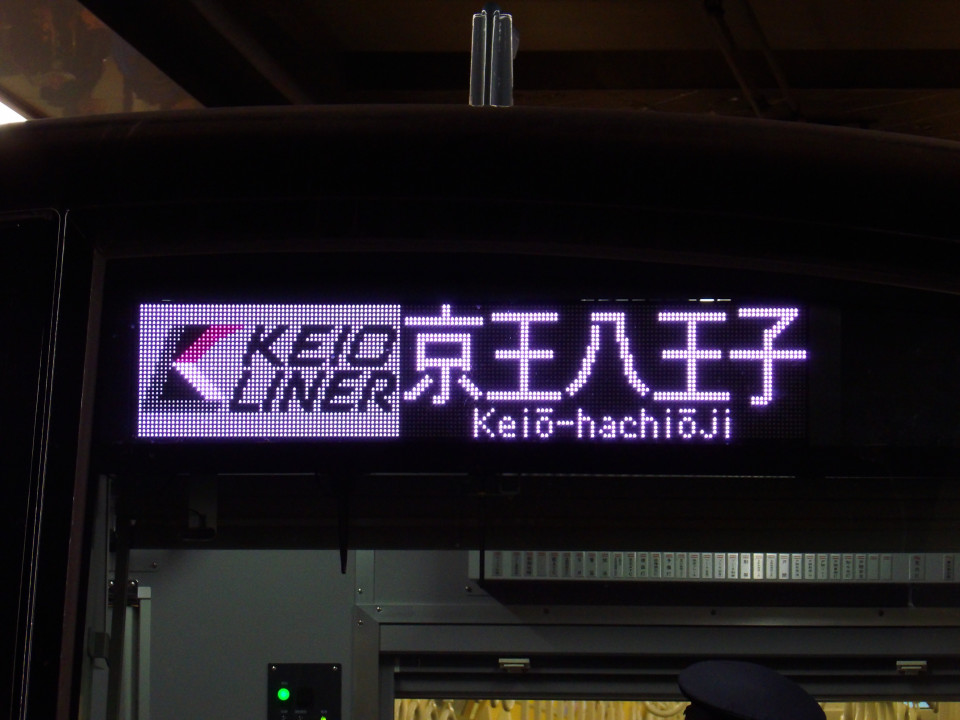 KEIO
LINER
京王八王子
Keiō-hachiōji